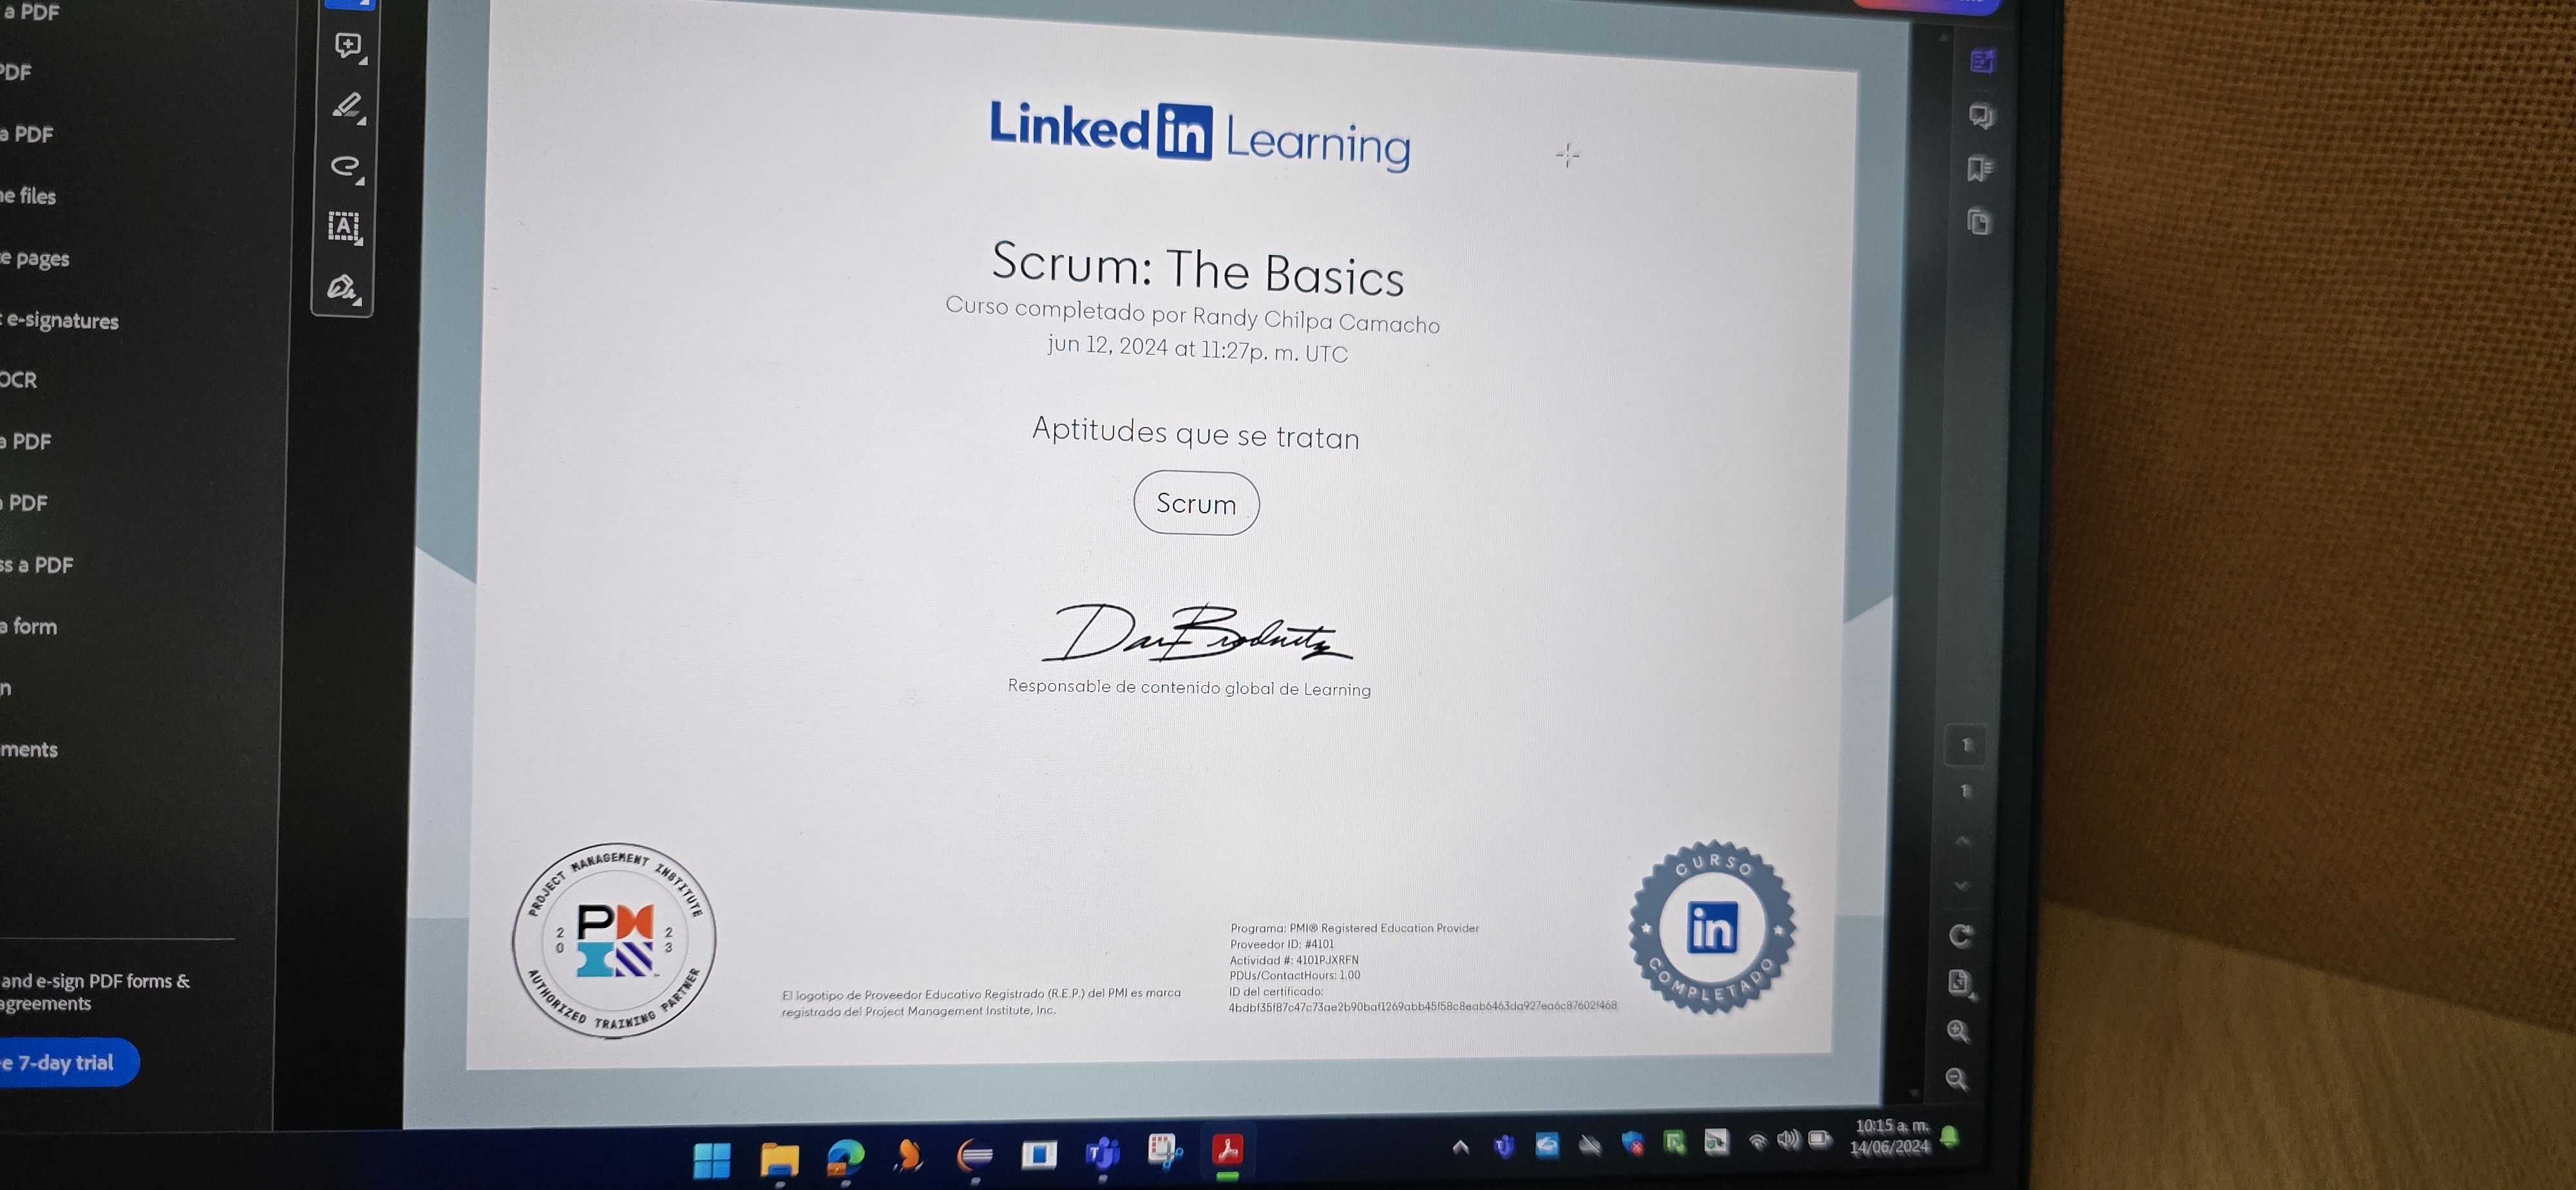 a PDF
PDF
a PDF
e files
e pages
e-signatures
OCR
a PDF
PDF
ss a PDF
a form
n
ments
and e-sign PDF forms &
agreements
e 7-day trial
Linked in Learning
Scrum: The Basics
Curso completado por Randy Chilpa Camacho
jun 12, 2024 at 11:27p. m. UTC
Aptitudes que se tratan
Scrum
Dan Brodnitz
Responsable de contenido global de Learning
PROJECT MANAGEMENT INSTITUTE
20 23
PM
AUTHORIZED TRAINING PARTNER
El logotipo de Proveedor Educativo Registrado (R.E.P.) del PMI es marca
registrada del Project Management Institute, Inc.
Programa: PMI® Registered Education Provider
Proveedor ID: #4101
Actividad #: 4101PJXRFN
PDUs/ContactHours: 1.00
ID del certificado:
4bdbf35f87c47c73ae2b90baf1269abb45f58c8eab6463da927ea6c87602f468
CURSO
in
COMPLETADO
1
1
10:15 a. m.
14/06/2024